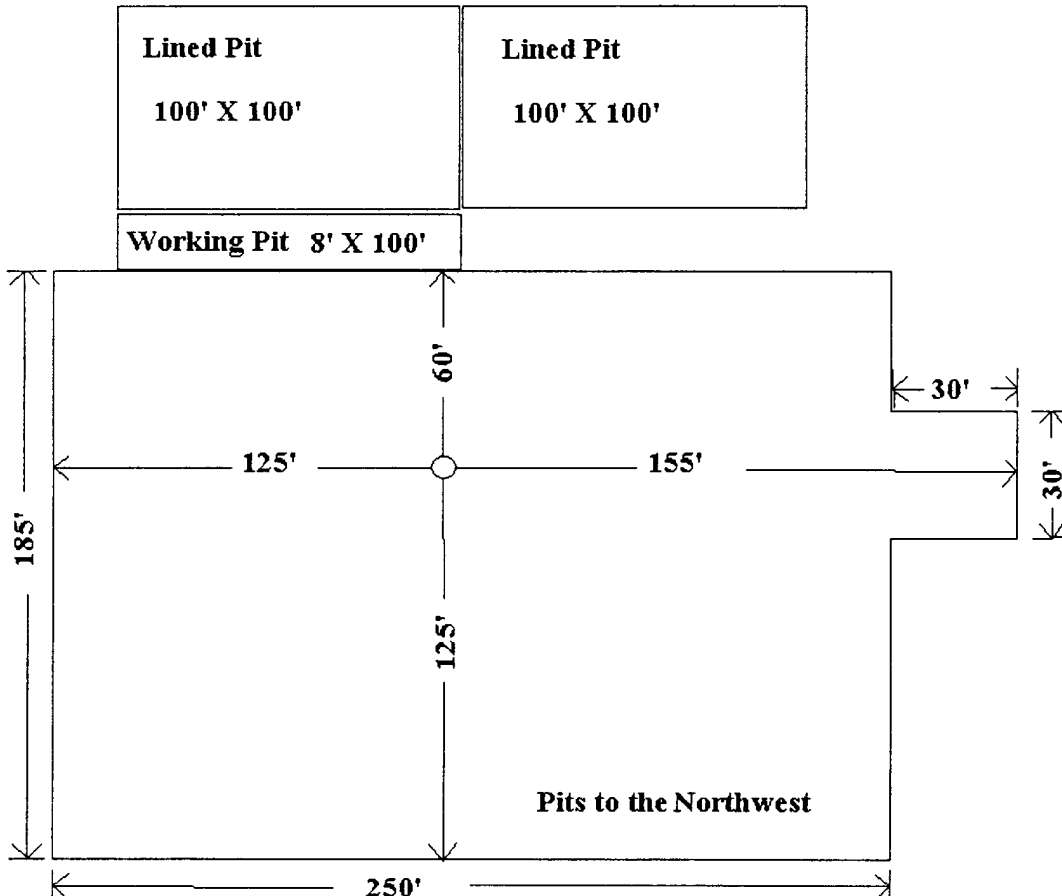 Lined Pit
100' X 100'
Lined Pit
100' X 100'
Working Pit 8' X 100'
60'
30'
125'
155'
30'
185'
125'
Pits to the Northwest
250'